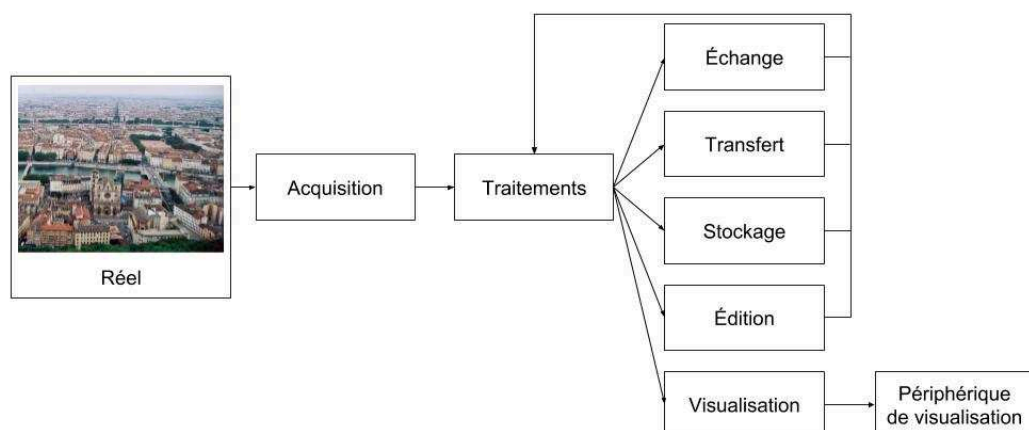 Réel
Acquisition
Traitements
Échange
Transfert
Stockage
Édition
Visualisation
Périphérique
de visualisation